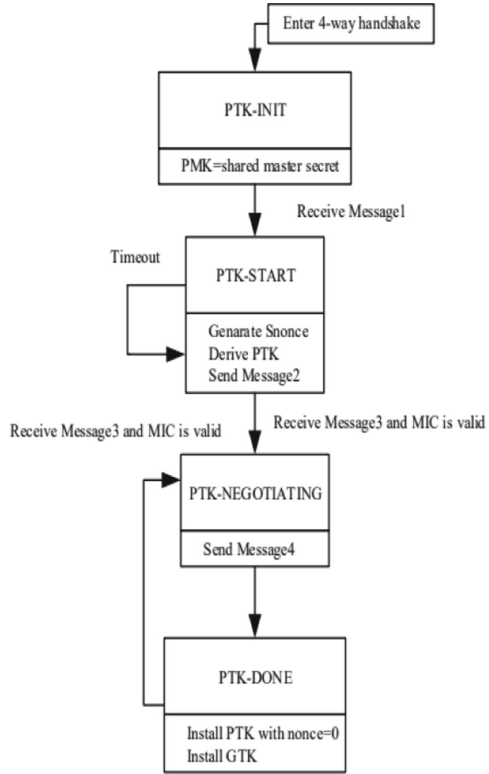 Enter 4-way handshake
PTK-INIT
PMK=shared master secret
Receive Message1
Timeout
PTK-START
Genarate Snonce
Derive PTK
Send Message2
Receive Message3 and MIC is valid
Receive Message3 and MIC is valid
PTK-NEGOTIATING
Send Message4
PTK-DONE
Install PTK with nonce=0
Install GTK